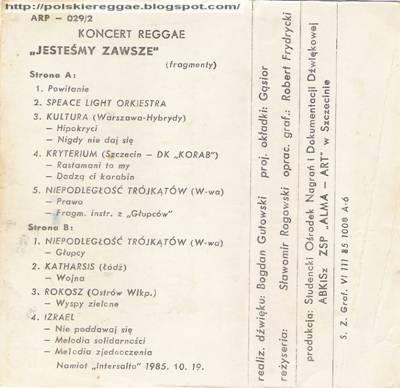 http://polskiereggae.blogspot.com/
ARP - 029/2
KONCERT REGGAE
„JESTEŚMY ZAWSZE"
(fragmenty)
Strona A:
1. Powitanie
2. SPEACE LIGHT ORKIESTRA
3. KULTURA (Warszawa-Hybrydy)
— Hipokryci
— Nigdy nie daj się
4. KRYTERIUM (Szczecin — DK „KORAB")
— Rastamani to my
— Dadzą ci karabin
5. NIEPODLEGŁOŚĆ TRÓJKĄTÓW (W-wa)
— Prawo
— Fragm. instr. z „Głupców"
Strona B:
1. NIEPODLEGŁOŚĆ TRÓJKĄTÓW (W-wa)
— Głupcy
2. KATHARSIS (Łódź)
— Wojna
3. ROKOSZ (Ostrów Wlkp.)
— Wyspy zielone
4. IZRAEL
— Nie poddawaj się
— Melodia solidarności
— Melodia zjednoczenia
Namiot „Intersalto" 1985. 10. 19.
realiz. dźwięku: Bogdan Gutowski proj. okładki: Gąsior
reżyseria: Sławomir Rogowski oprac. graf.: Robert Frydrycki
produkcja: Studencki Ośrodek Nagrań i Dokumentacji Dźwiękowej
ABKISz ZSP „ALMA - ART" w Szczecinie
S. Z. Graf. VI 111 85 1000 A-6